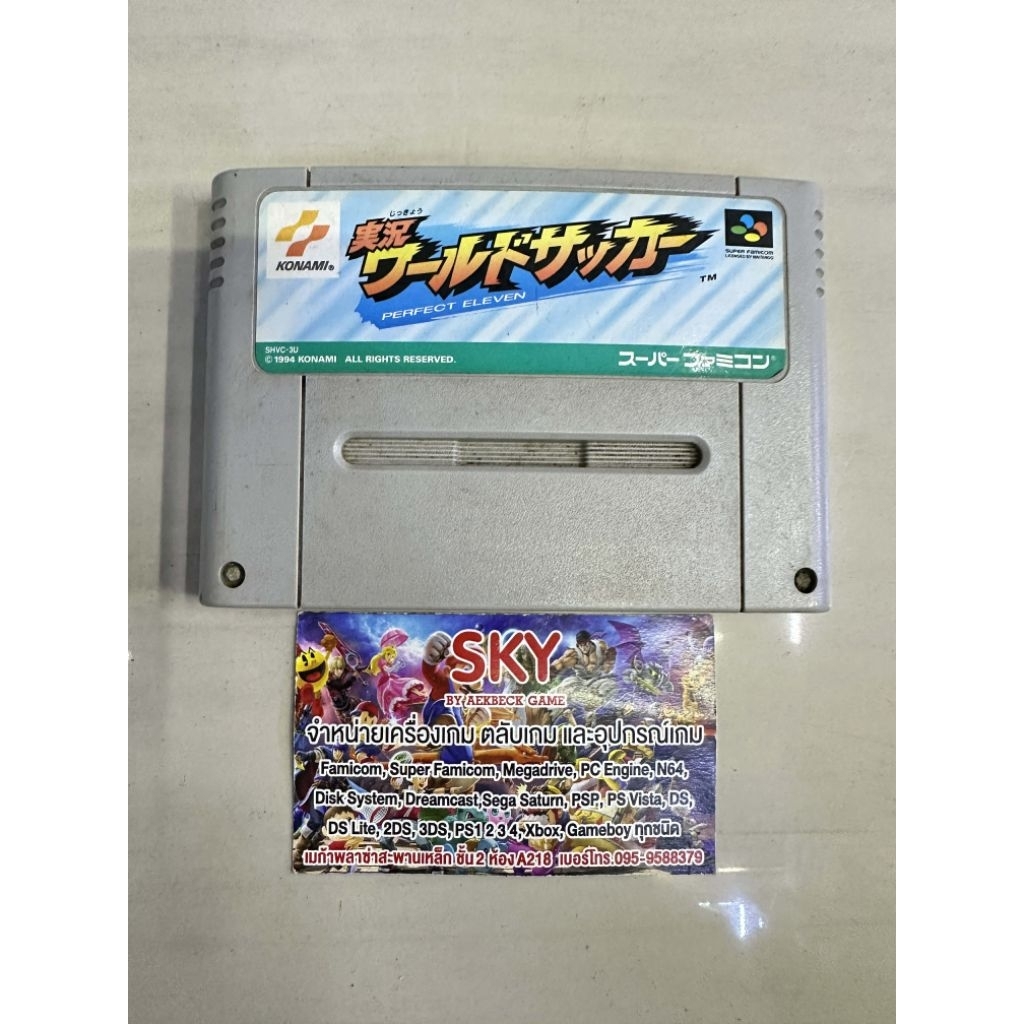 じっきょう
実況
ワールドサッカー
TM
PERFECT ELEVEN
KONAMI®
SUPER FAMICOM
LICENSED BY NINTENDO
SHVC-3U
© 1994 KONAMI ALL RIGHTS RESERVED.
スーパーファミコン®
SKY
BY AEKBECK GAME
จำหน่ายเครื่องเกม ตลับเกม และอุปกรณ์เกม
Famicom, Super Famicom, Megadrive, PC Engine, N64,
Disk System, Dreamcast,Sega Saturn, PSP, PS Vista, DS,
DS Lite, 2DS, 3DS, PS1 2 3 4, Xbox, Gameboy ทุกชนิด
เมก้าพลาซ่าสะพานเหล็ก ชั้น 2 ห้อง A218 เบอร์โทร.095-9588379